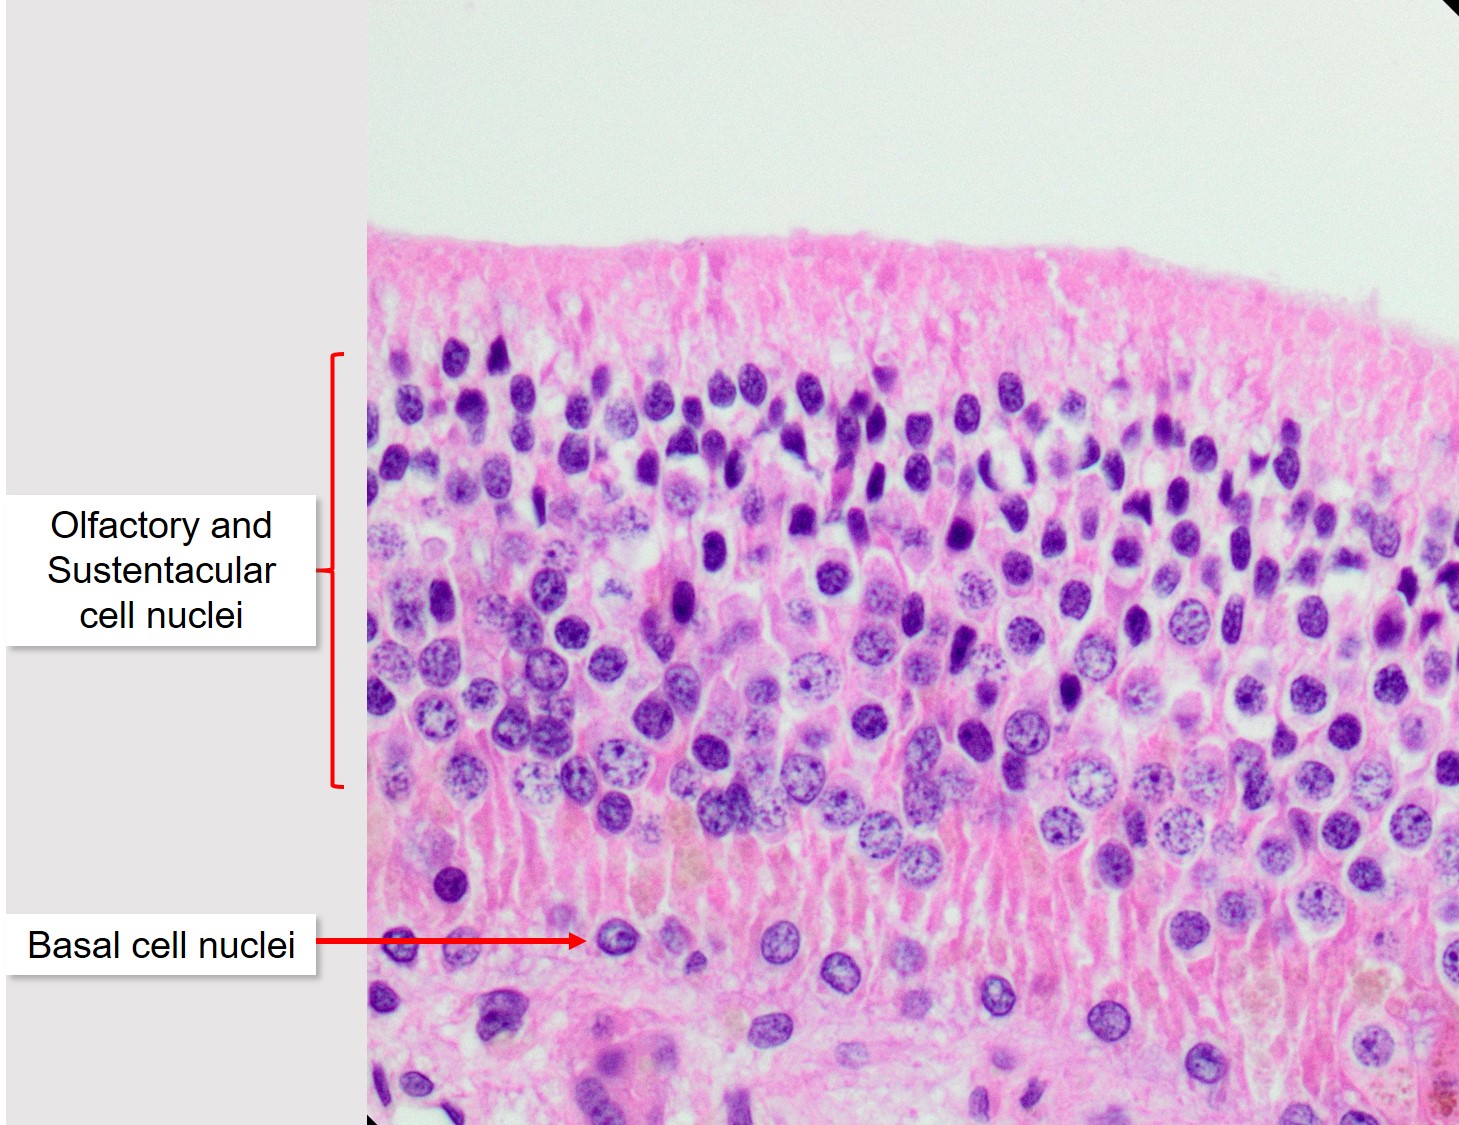 Olfactory and
Sustentacular
cell nuclei
Basal cell nuclei